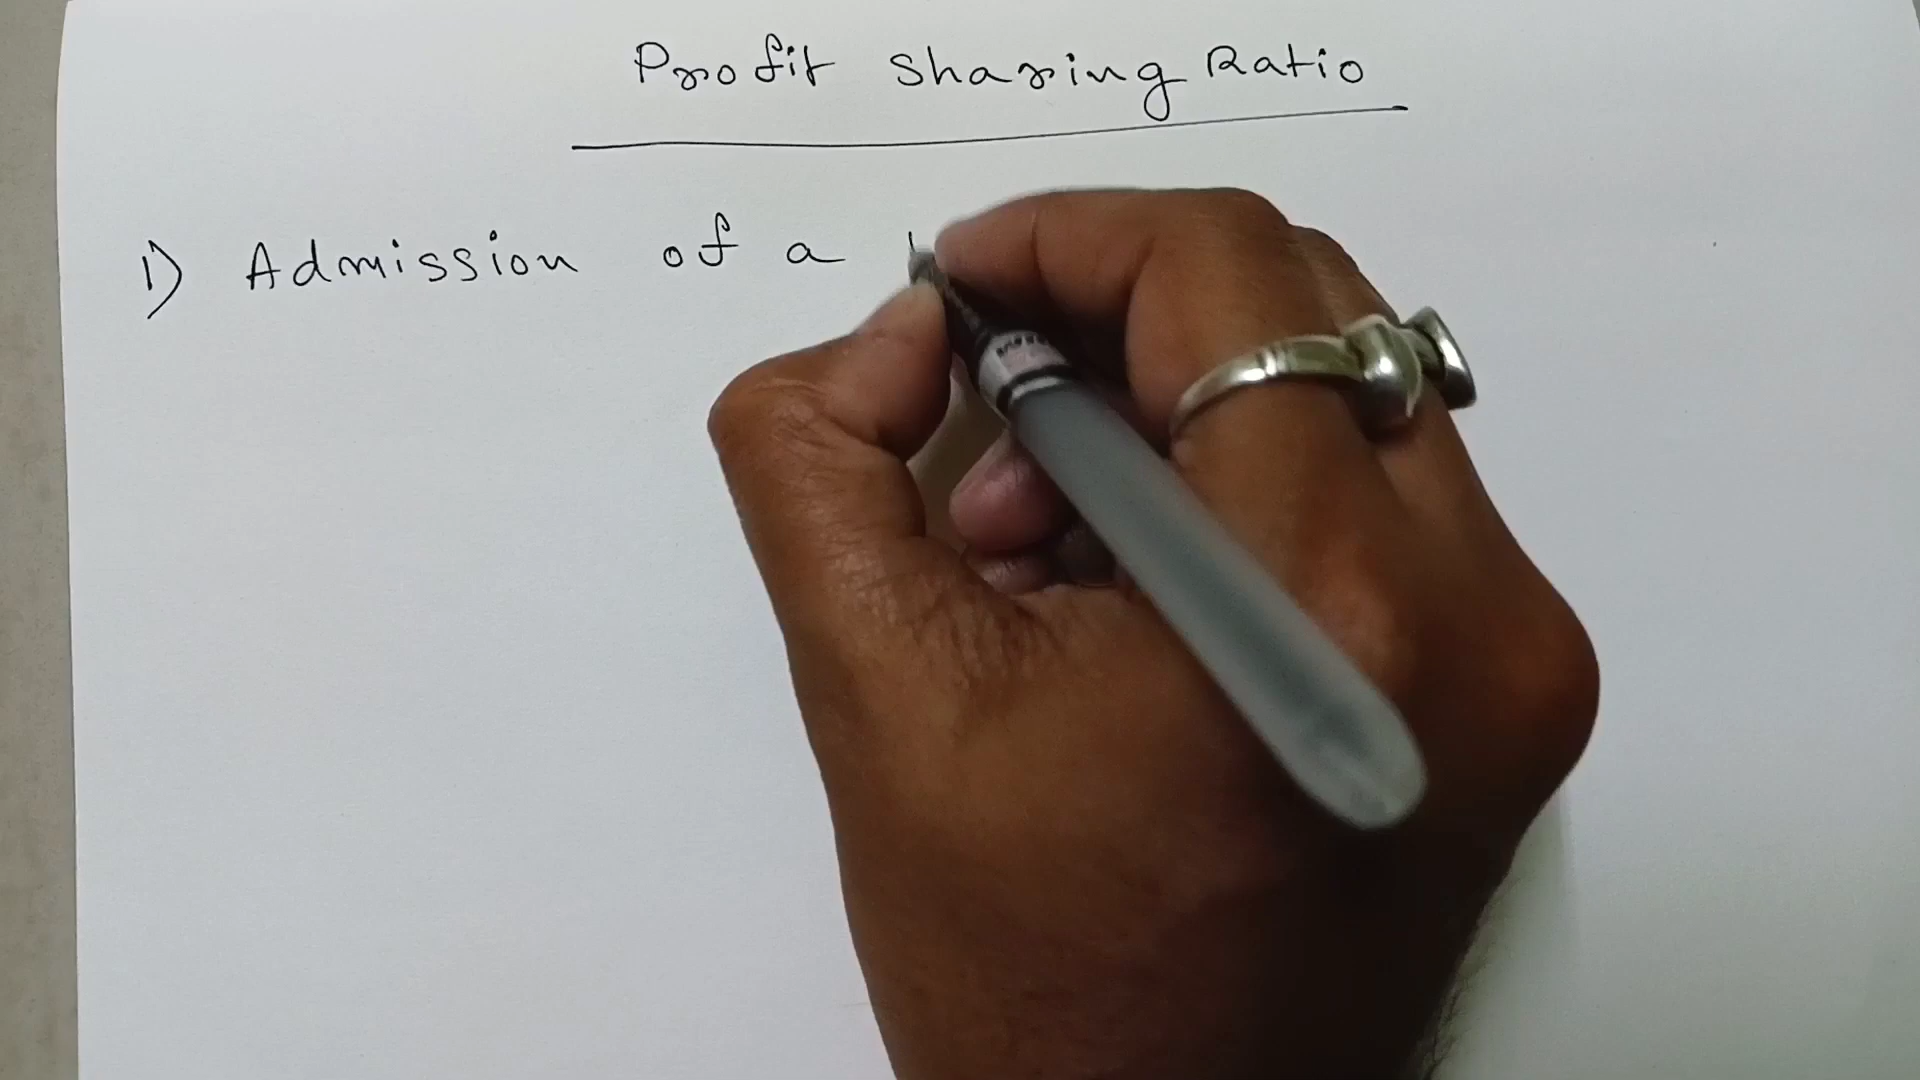 Profit Sharing Ratio
1) Admission of a